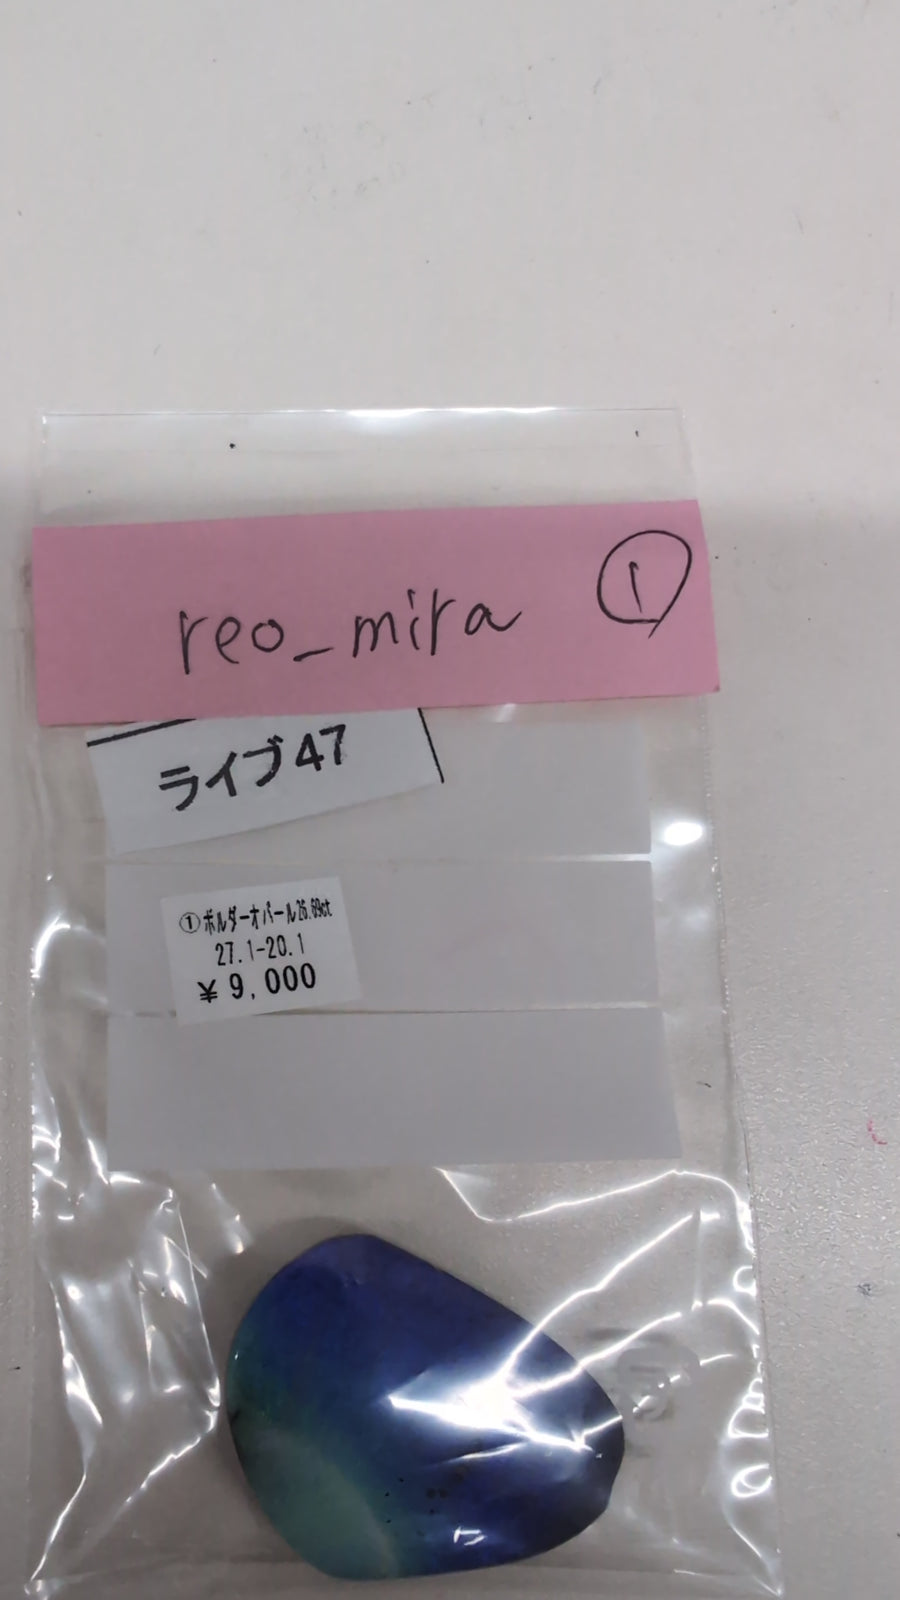 reo_mira ①
ライブ47
①ボルダーオパール26.69ct
27.1-20.1
¥9,000